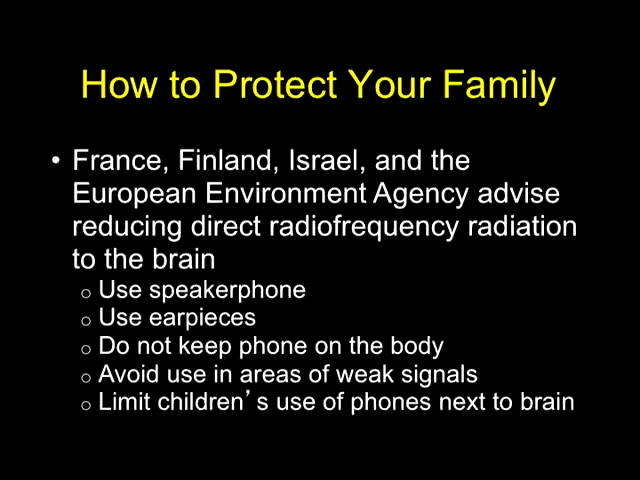 How to Protect Your Family
• France, Finland, Israel, and the
European Environment Agency advise
reducing direct radiofrequency radiation
to the brain
o Use speakerphone
o Use earpieces
o Do not keep phone on the body
o Avoid use in areas of weak signals
o Limit children’s use of phones next to brain